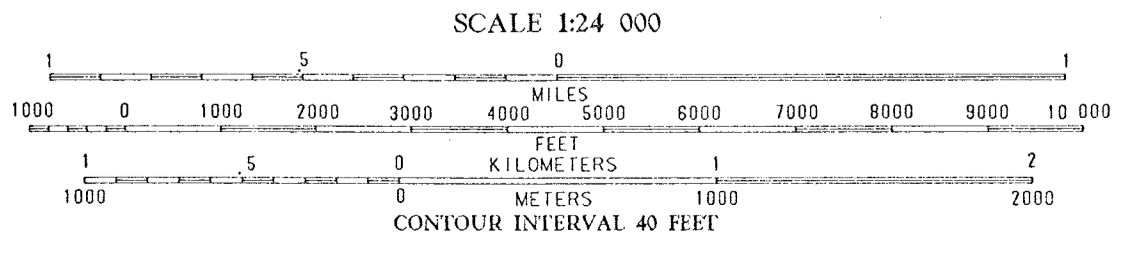 SCALE 1:24 000
1 .5 0 1
MILES
1000 0 1000 2000 3000 4000 5000 6000 7000 8000 9000 10 000
FEET
1 .5 0 KILOMETERS 1 2
1000 0 METERS 1000 2000
CONTOUR INTERVAL 40 FEET